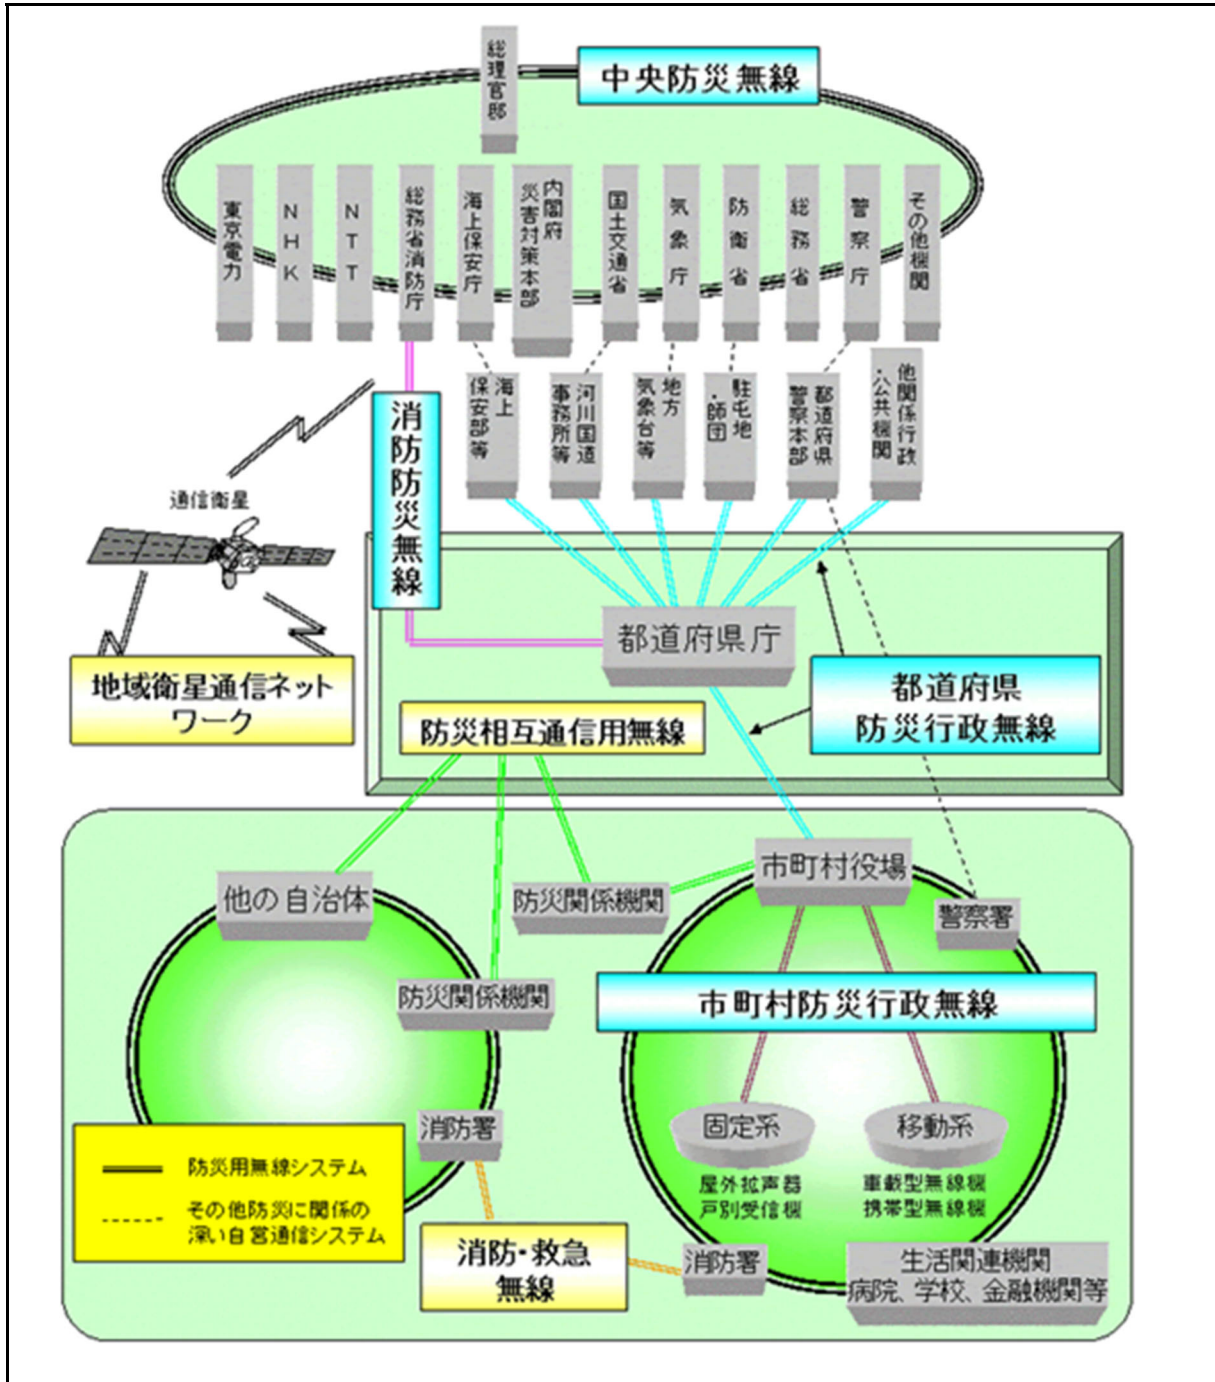 総理官邸
中央防災無線
東京電力
NHK
NTT
総務省消防庁
海上保安庁
内閣府
災害対策本部
国土交通省
気象庁
防衛省
総務省
警察庁
その他機関
海上
保安部等
河川国道
事務所等
地方
気象台等
駐屯地
・師団
都道府県
警察本部
他関係行政
・公共機関
消防防災無線
通信衛星
地域衛星通信ネット
ワーク
都道府県庁
都道府県
防災行政無線
防災相互通信用無線
市町村役場
他の自治体
防災関係機関
警察署
防災関係機関
市町村防災行政無線
消防署
固定系
移動系
屋外拡声器
戸別受信機
車載型無線機
携帯型無線機
防災用無線システム
その他防災に関係の
深い自営通信システム
消防・救急
無線
消防署
生活関連機関
病院、学校、金融機関等